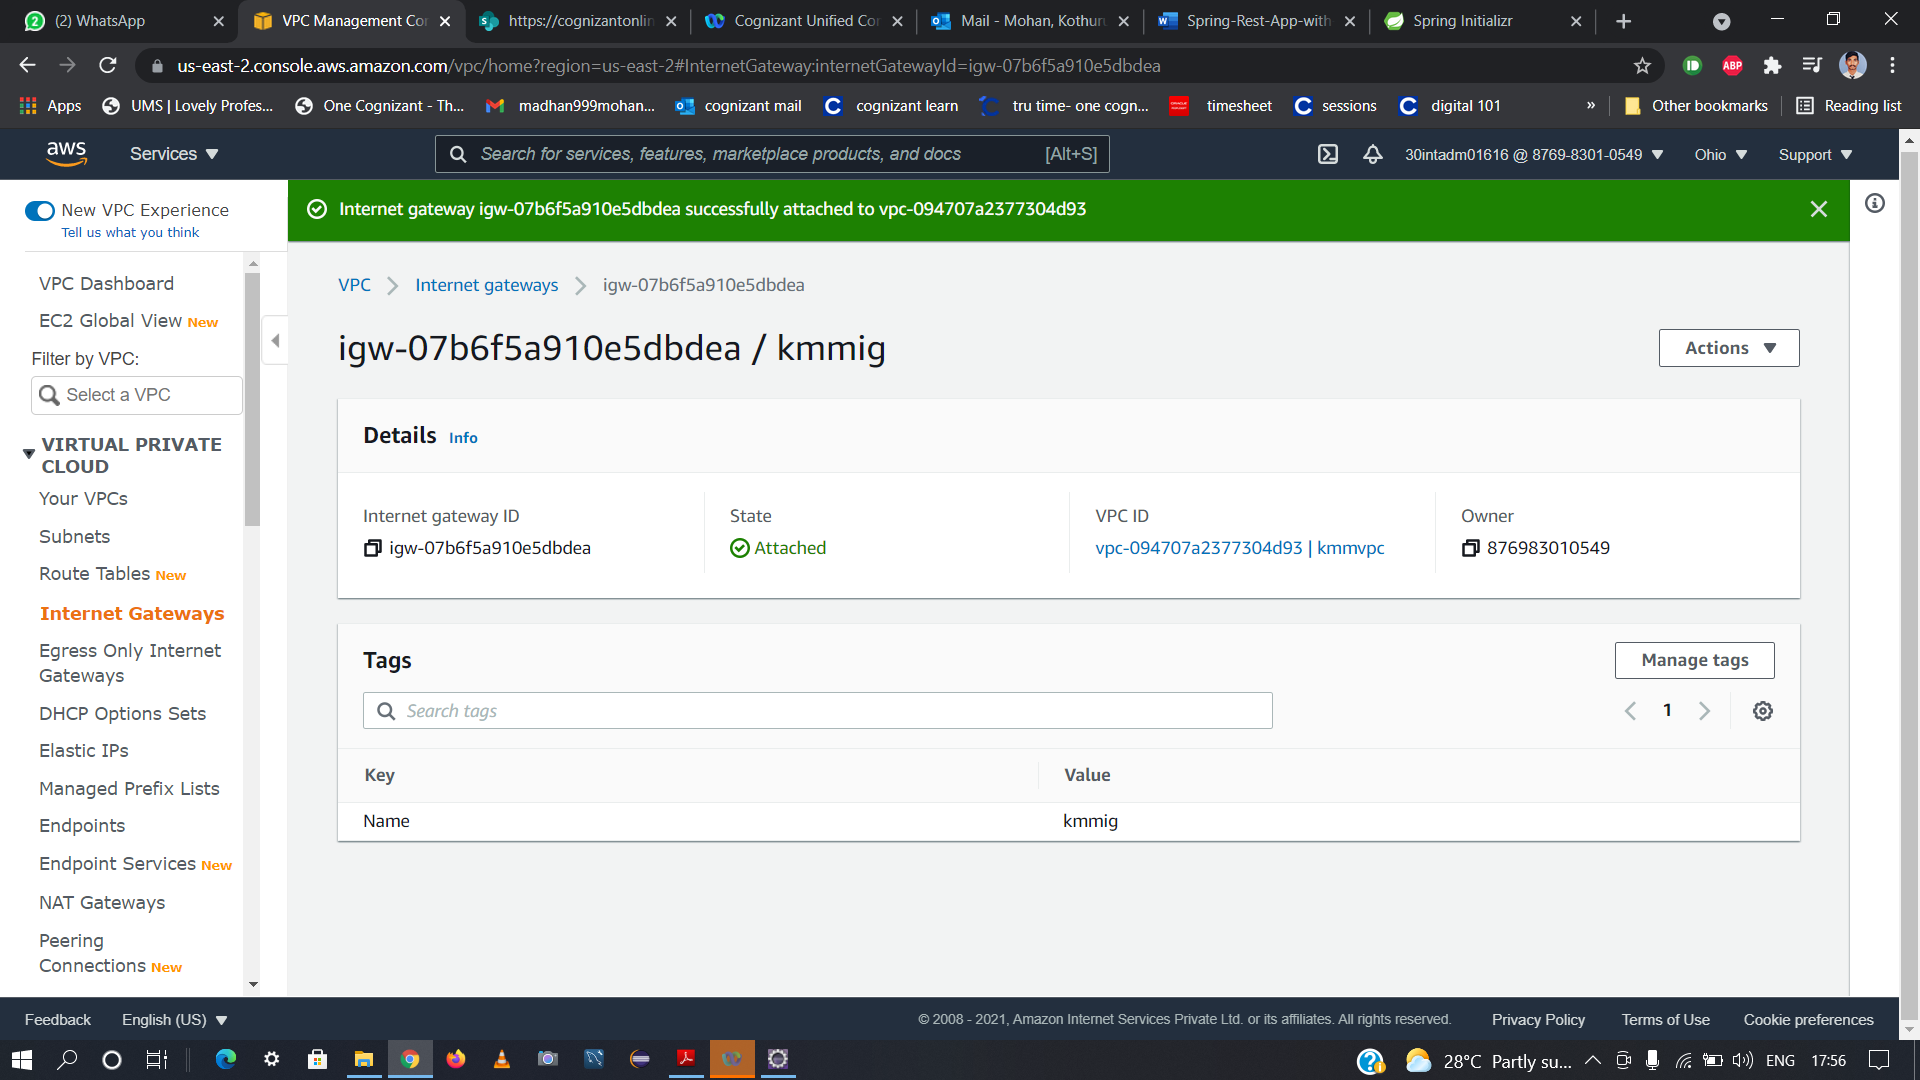 (2) WhatsApp
VPC Management Con
https://cognizantonlin
Cognizant Unified Cor
Mail - Mohan, Kothuru
Spring-Rest-App-with
Spring Initializr
us-east-2.console.aws.amazon.com/vpc/home?region=us-east-2#InternetGateway:internetGatewayId=igw-07b6f5a910e5dbdea
ABP
Apps
UMS | Lovely Profes...
One Cognizant - Th...
madhan999mohan...
cognizant mail
cognizant learn
tru time- one cogn...
timesheet
sessions
digital 101
»
Other bookmarks
Reading list
aws
Services
Search for services, features, marketplace products, and docs
[Alt+S]
30intadm01616 @ 8769-8301-0549
Ohio
Support
New VPC Experience
Tell us what you think
Internet gateway igw-07b6f5a910e5dbdea successfully attached to vpc-094707a2377304d93
VPC Dashboard
EC2 Global View New
Filter by VPC:
Select a VPC
VIRTUAL PRIVATE
CLOUD
Your VPCs
Subnets
Route Tables New
Internet Gateways
Egress Only Internet
Gateways
DHCP Options Sets
Elastic IPs
Managed Prefix Lists
Endpoints
Endpoint Services New
NAT Gateways
Peering
Connections New
VPC
Internet gateways
igw-07b6f5a910e5dbdea
igw-07b6f5a910e5dbdea / kmmig
Actions
Details Info
Internet gateway ID
igw-07b6f5a910e5dbdea
State
Attached
VPC ID
vpc-094707a2377304d93 | kmmvpc
Owner
876983010549
Tags
Manage tags
Search tags
1
Key
Value
Name
kmmig
Feedback
English (US)
© 2008 - 2021, Amazon Internet Services Private Ltd. or its affiliates. All rights reserved.
Privacy Policy
Terms of Use
Cookie preferences
28°C Partly su...
ENG
17:56